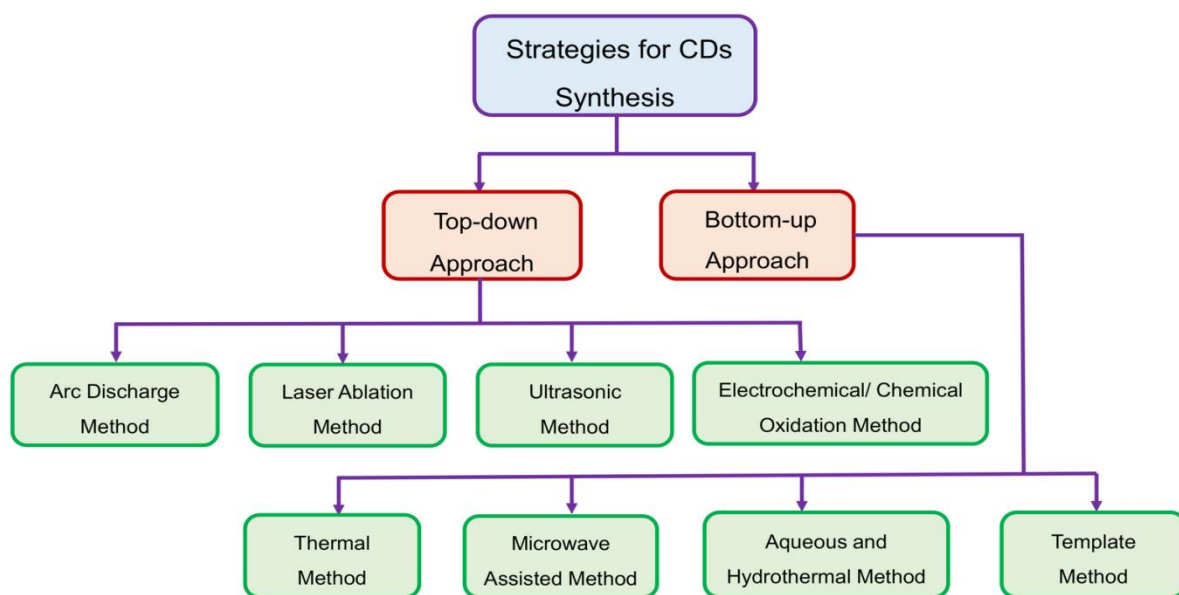 Strategies for CDs
Synthesis
Top-down
Approach
Bottom-up
Approach
Arc Discharge
Method
Laser Ablation
Method
Ultrasonic
Method
Electrochemical/ Chemical
Oxidation Method
Thermal
Method
Microwave
Assisted Method
Aqueous and
Hydrothermal Method
Template
Method